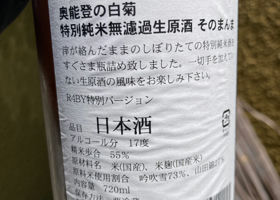 奥能登の白菊
特別純米無濾過生原酒 そのまんま
滓が絡んだままのしぼりたての特別純米酒
すぐさま瓶詰め致しました。一切手を加えて
ない生原酒の風味をお楽しみ下さい。
R4BY特別バージョン
品目 日本酒
アルコール分 17度
精米歩合 55%
原材料名 米(国産)、米麹(国産米)
原料米使用割合 吟吹雪73%、山田錦27%
内容量 720ml